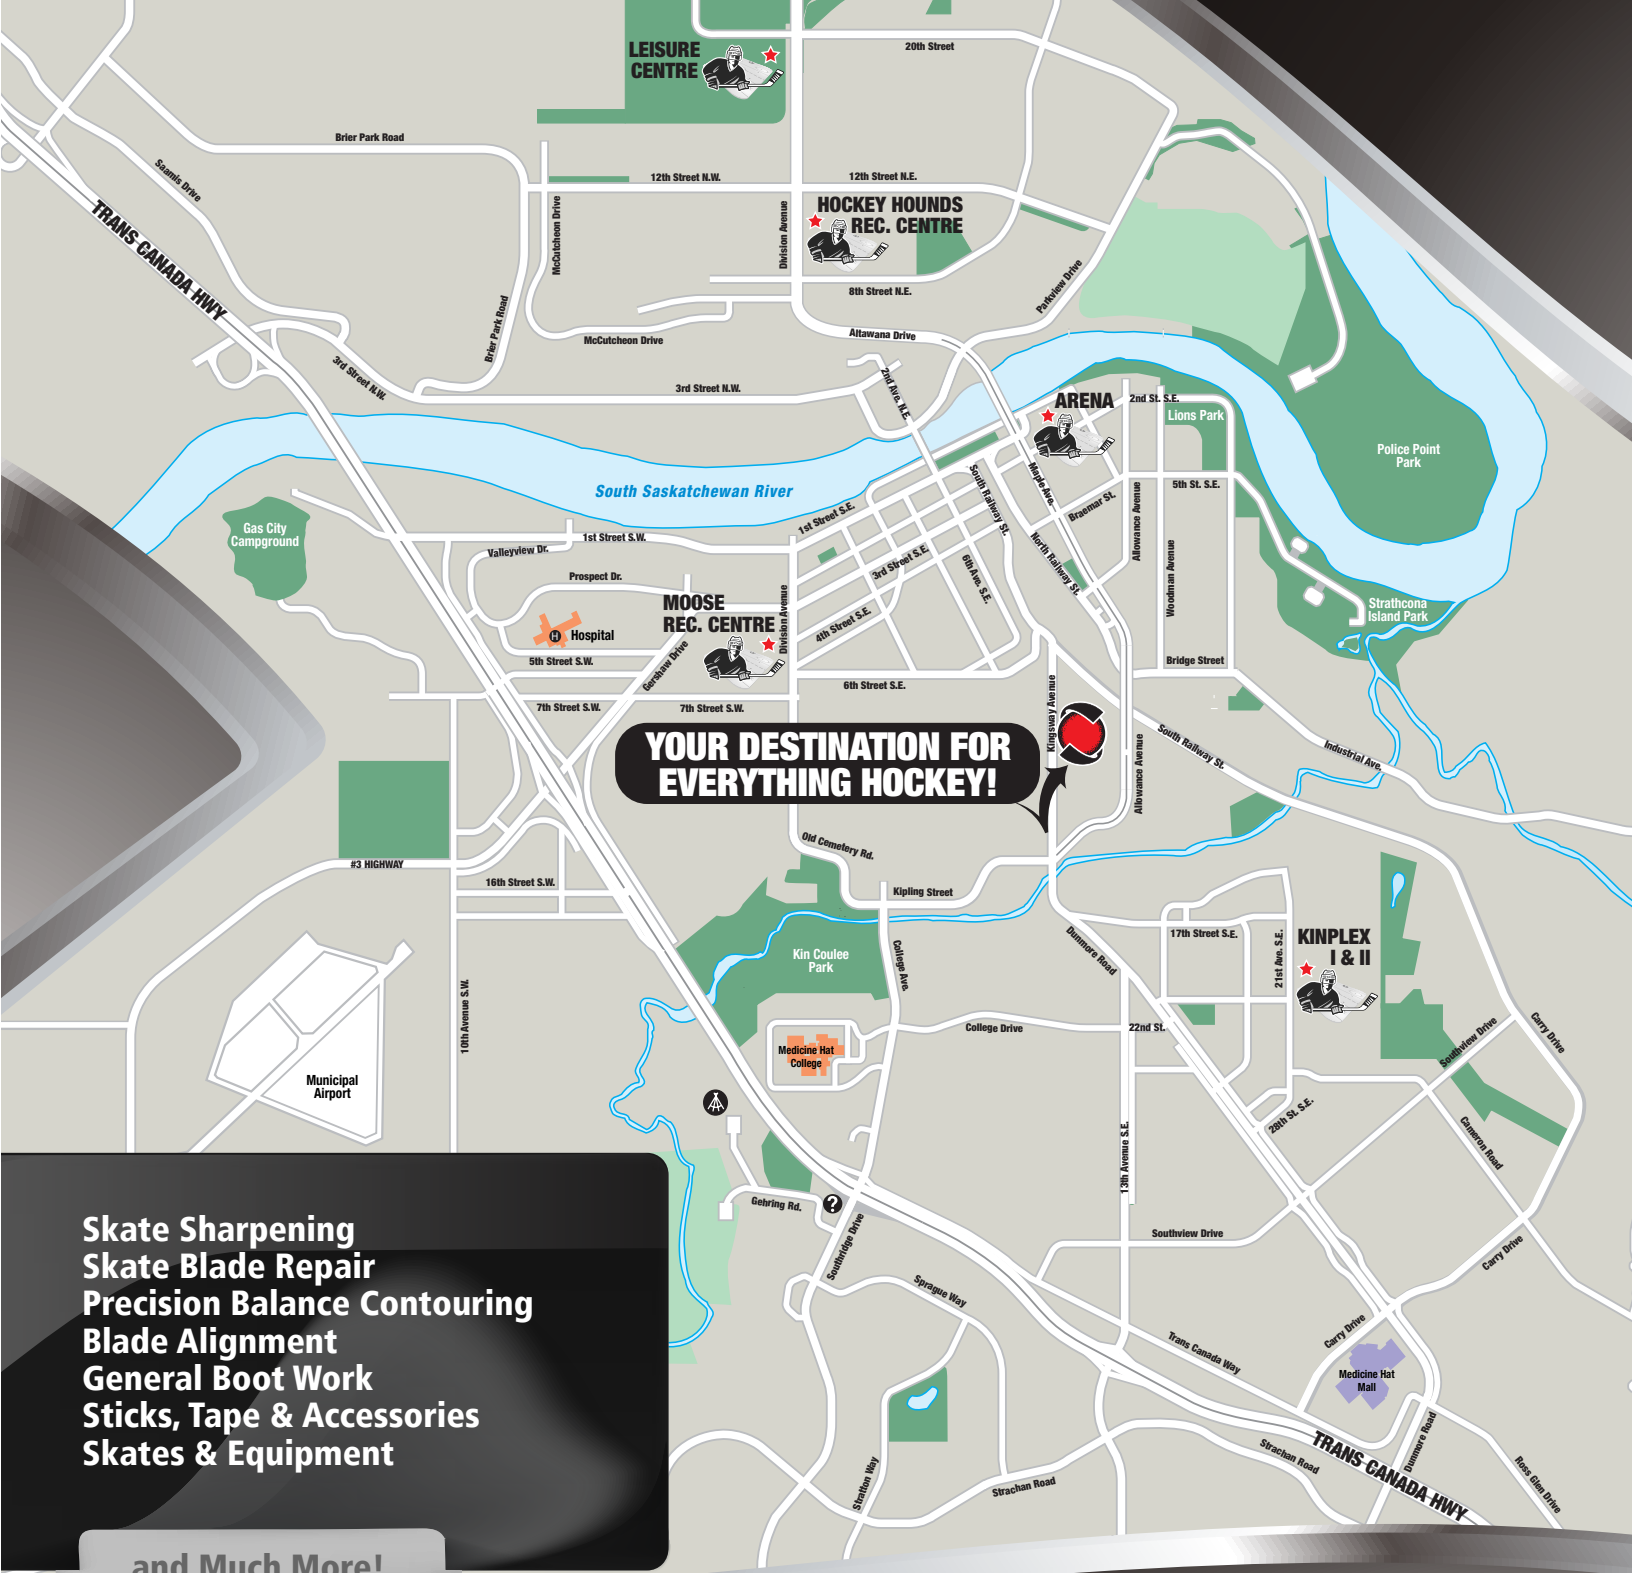 20th Street
LEISURE
CENTRE
Brier Park Road
Saamis Drive
12th Street N.W.
12th Street N.E.
McCutcheon Drive
Division Avenue
HOCKEY HOUNDS
REC. CENTRE
TRANS CANADA HWY
8th Street N.E.
Parkview Drive
Brier Park Road
McCutcheon Drive
Altawana Drive
3rd Street N.W.
3rd Street N.W.
2nd Ave. N.E.
ARENA
2nd St. S.E.
Lions Park
Police Point
Park
South Saskatchewan River
South Railway St.
Maple Ave.
5th St. S.E.
Braemar St.
Allowance Avenue
1st Street S.E.
Gas City
Campground
1st Street S.W.
Valleyview Dr.
North Railway St.
Woodman Avenue
3rd Street S.E.
6th Ave. S.E.
Prospect Dr.
MOOSE
REC. CENTRE
Division Avenue
4th Street S.E.
Strathcona
Island Park
H
Hospital
5th Street S.W.
Gershaw Drive
Bridge Street
6th Street S.E.
7th Street S.W.
7th Street S.W.
Kingsway Avenue
YOUR DESTINATION FOR
EVERYTHING HOCKEY!
South Railway St.
Industrial Ave.
Allowance Avenue
Old Cemetery Rd.
#3 HIGHWAY
16th Street S.W.
Kipling Street
17th Street S.E.
Dunmore Road
21st Ave. S.E.
KINPLEX
I & II
Kin Coulee
Park
College Ave.
10th Avenue S.W.
College Drive
22nd St.
Carry Drive
Southview Drive
Medicine Hat
College
Municipal
Airport
28th St. S.E.
Cameron Road
13th Avenue S.E.
Gehring Rd.
?
Southridge Drive
Southview Drive
Carry Drive
Sprague Way
Carry Drive
Trans Canada Way
Medicine Hat
Mall
Dunmore Road
TRANS CANADA HWY
Strachan Road
Ross Glen Drive
Stratton Way
Strachan Road
Skate Sharpening
Skate Blade Repair
Precision Balance Contouring
Blade Alignment
General Boot Work
Sticks, Tape & Accessories
Skates & Equipment
and Much More!